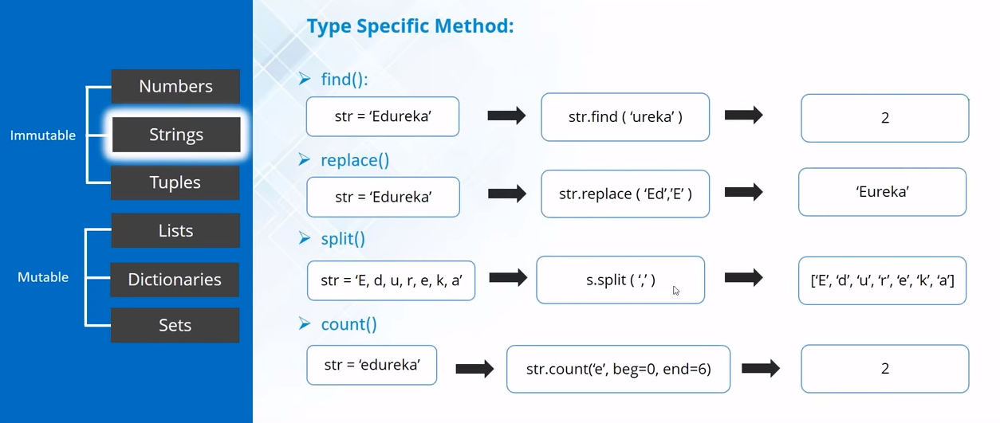 Type Specific Method:
Immutable
Numbers
Strings
Tuples
Mutable
Lists
Dictionaries
Sets
➢ find():
str = ‘Edureka’
str.find ( ‘ureka’ )
2
➢ replace()
str = ‘Edureka’
str.replace ( ‘Ed’,’E’ )
‘Eureka’
➢ split()
str = ‘E, d, u, r, e, k, a’
s.split ( ‘,’ )
[‘E’, ‘d’, ‘u’, ‘r’, ‘e’, ‘k’, ‘a’]
➢ count()
str = ‘edureka’
str.count(‘e’, beg=0, end=6)
2